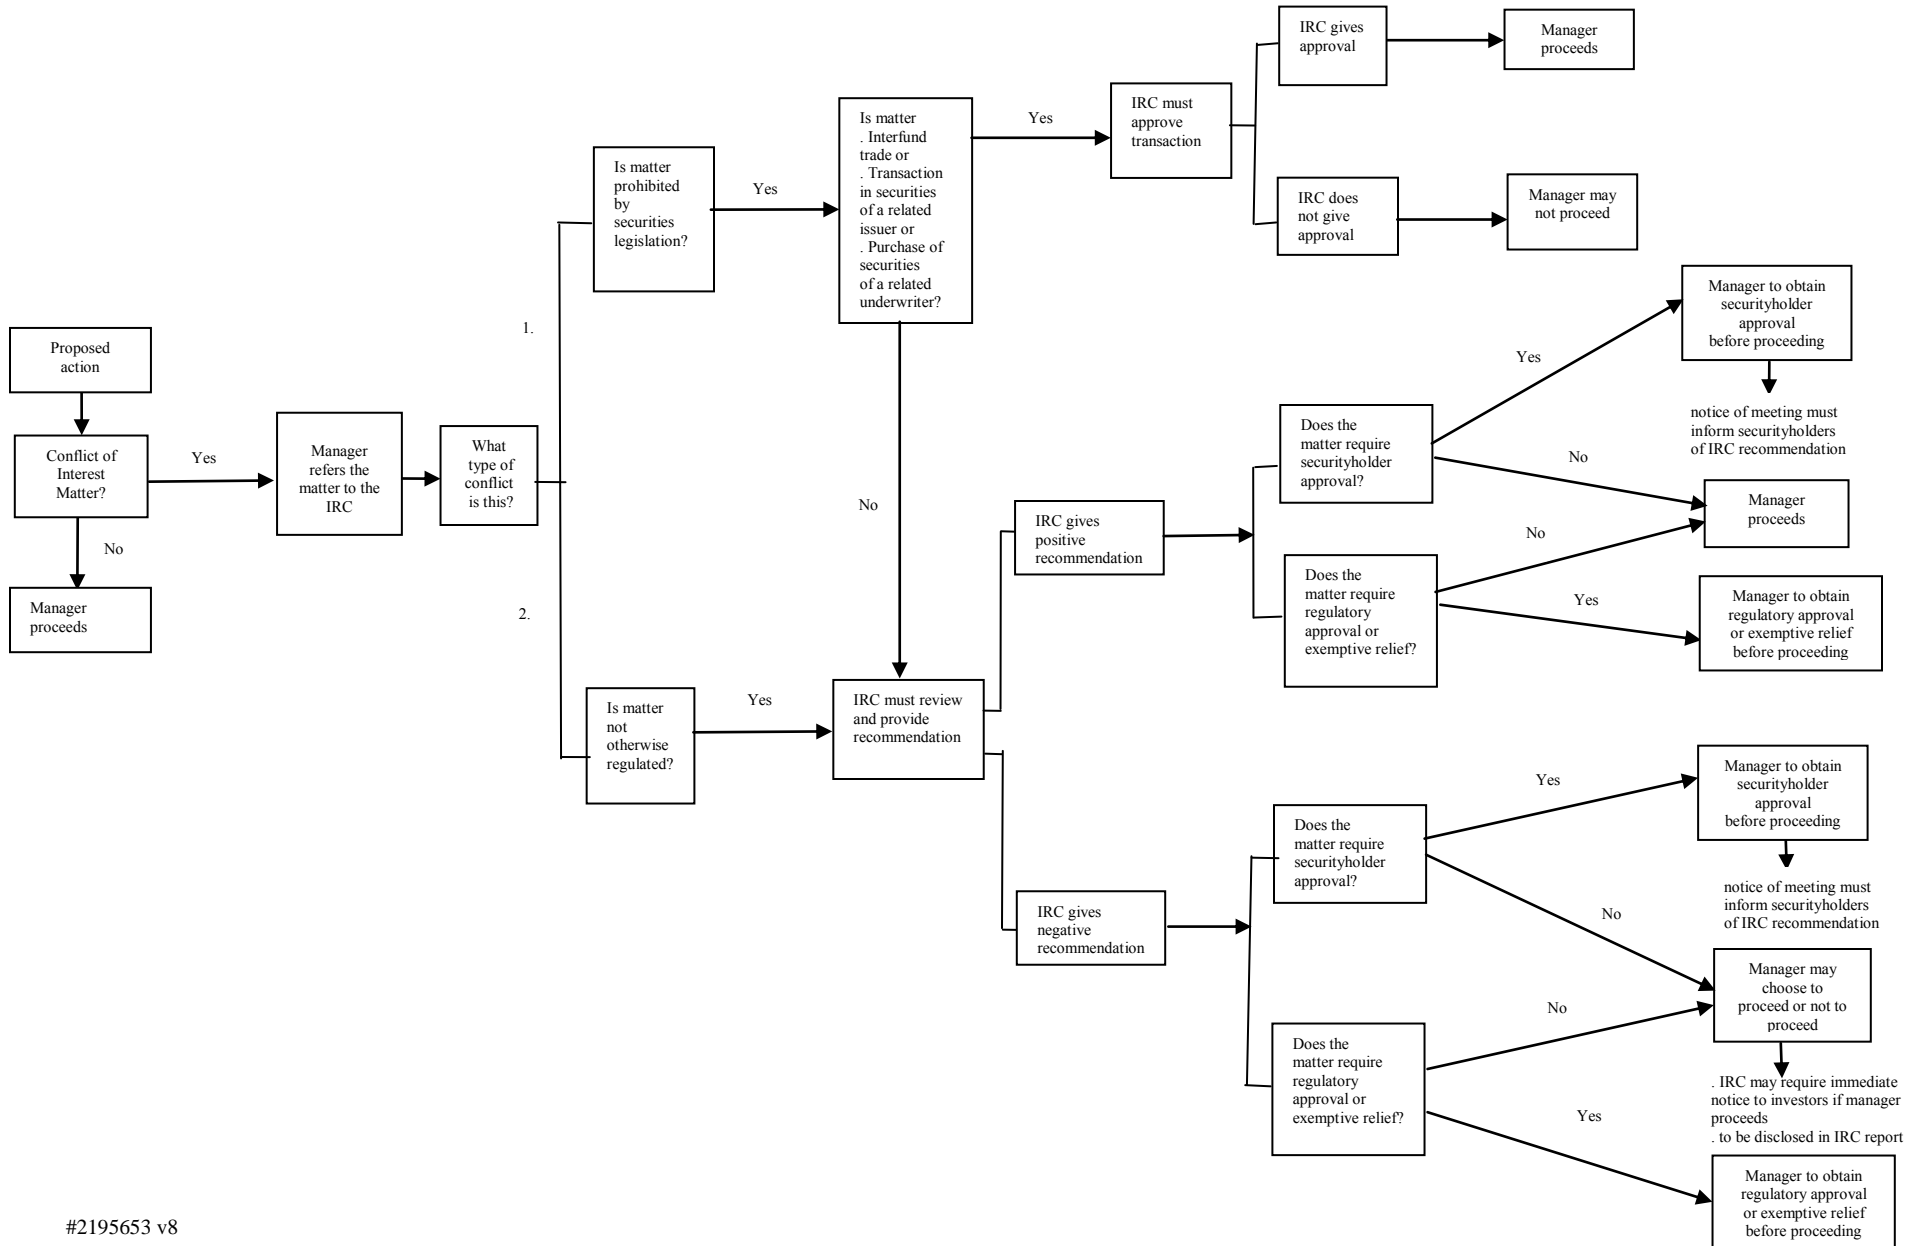 Proposed
action
Conflict of
Interest
Matter?
Yes
No
Manager
proceeds
Manager
refers the
matter to the
IRC
What
type of
conflict
is this?
1.
2.
Is matter
prohibited
by
securities
legislation?
Yes
Is matter
. Interfund
trade or
. Transaction
in securities
of a related
issuer or
. Purchase of
securities
of a related
underwriter?
Yes
No
IRC must
approve
transaction
IRC gives
approval
Manager
proceeds
IRC does
not give
approval
Manager may
not proceed
Is matter
not
otherwise
regulated?
Yes
IRC must review
and provide
recommendation
IRC gives
positive
recommendation
Does the
matter require
securityholder
approval?
Yes
Manager to obtain
securityholder
approval
before proceeding
notice of meeting must
inform securityholders
of IRC recommendation
No
Manager
proceeds
Does the
matter require
regulatory
approval or
exemptive relief?
No
Yes
Manager to obtain
regulatory approval
or exemptive relief
before proceeding
IRC gives
negative
recommendation
Does the
matter require
securityholder
approval?
Yes
Manager to obtain
securityholder
approval
before proceeding
notice of meeting must
inform securityholders
of IRC recommendation
No
Manager may
choose to
proceed or not to
proceed
. IRC may require immediate
notice to investors if manager
proceeds
. to be disclosed in IRC report
Does the
matter require
regulatory
approval or
exemptive relief?
No
Yes
Manager to obtain
regulatory approval
or exemptive relief
before proceeding
#2195653 v8